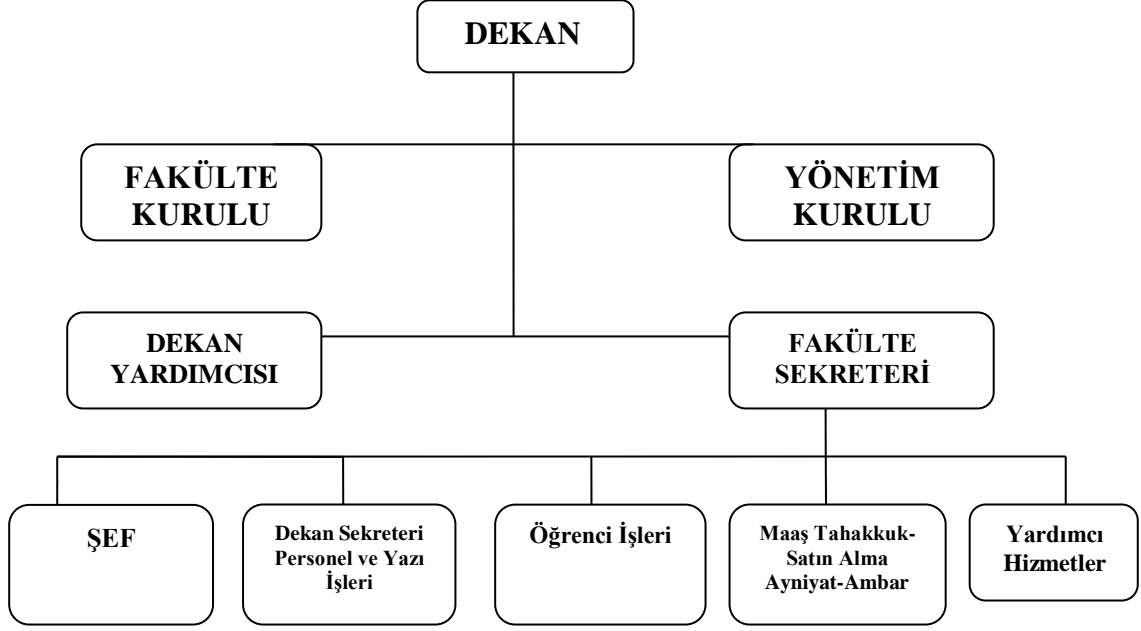 DEKAN
FAKÜLTE
KURULU
YÖNETİM
KURULU
DEKAN
YARDIMCISI
FAKÜLTE
SEKRETERİ
ŞEF
Dekan Sekreteri
Personel ve Yazı
İşleri
Öğrenci İşleri
Maaş Tahakkuk-
Satın Alma
Ayniyat-Ambar
Yardımcı
Hizmetler